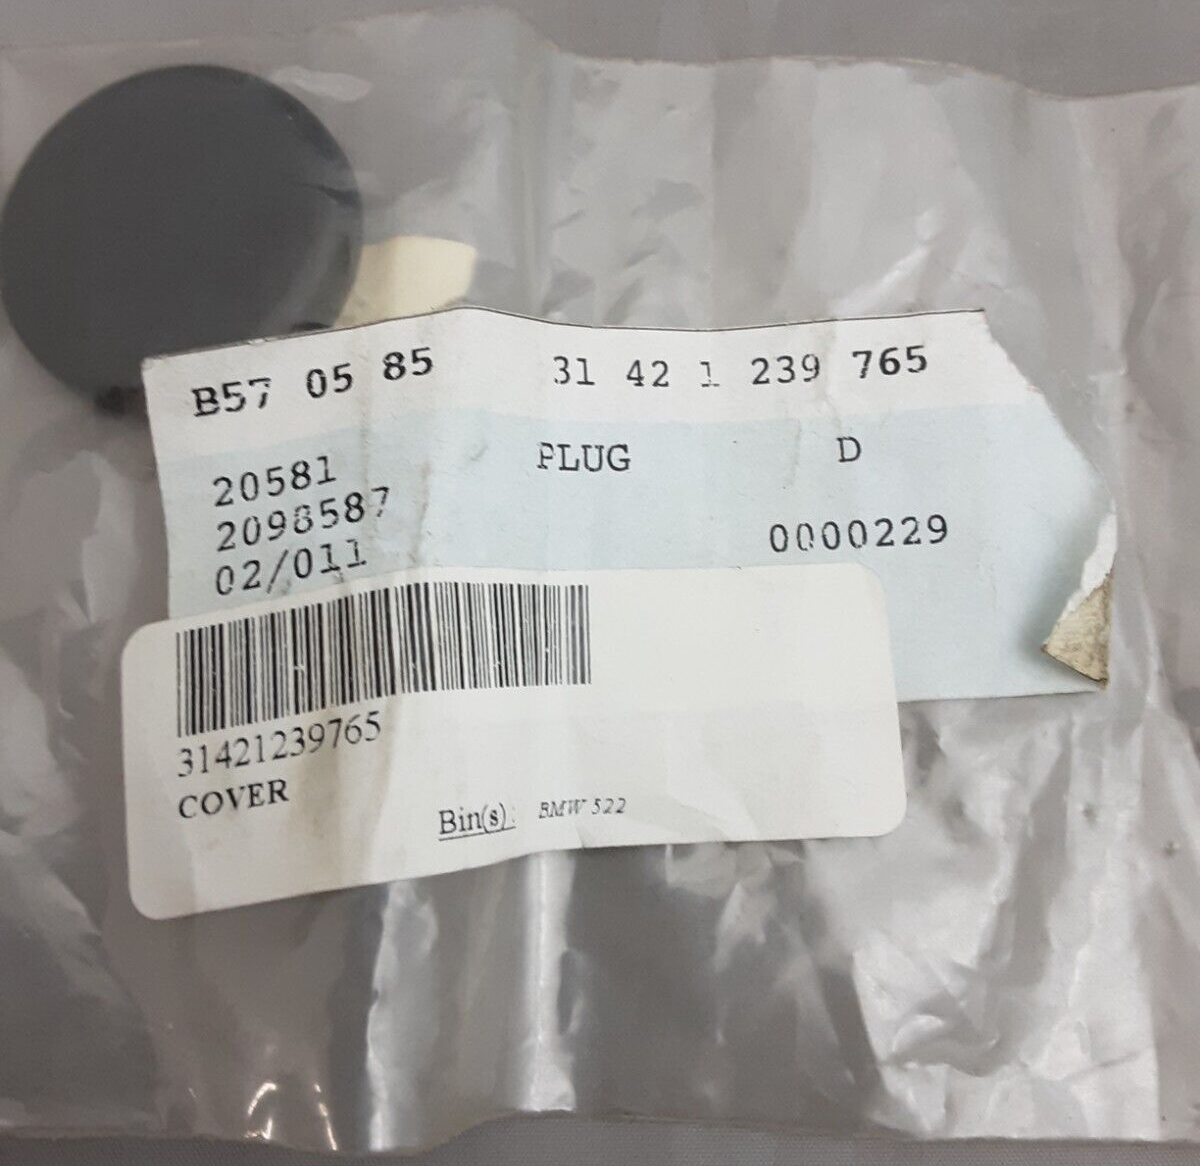 B57 05 85 31 42 1 239 765
20581 PLUG D
2098587
02/011 0000229
31421239765
COVER
Bin(s): BMW 522